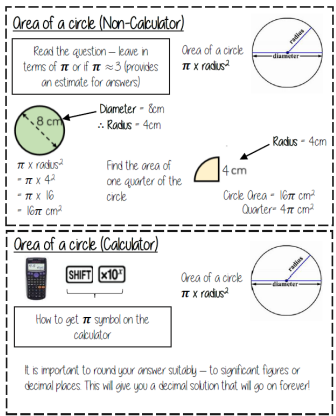 Area of a circle (Non-Calculator)
Read the question – leave in
terms of π or if π ≈ 3 (provides
an estimate for answers)
Area of a circle
π x radius²
radius
diameter
8 cm
Diameter = 8cm
∴ Radius = 4cm
Radius = 4cm
4 cm
π x radius²
= π x 4²
= π x 16
= 16π cm²
Find the area of
one quarter of the
circle
Circle Area = 16π cm²
Quarter = 4π cm²
Area of a circle (Calculator)
SHIFT
×10ˣ
How to get π symbol on the
calculator
Area of a circle
π x radius²
radius
diameter
It is important to round your answer suitably – to significant figures or
decimal places. This will give you a decimal solution that will go on forever!